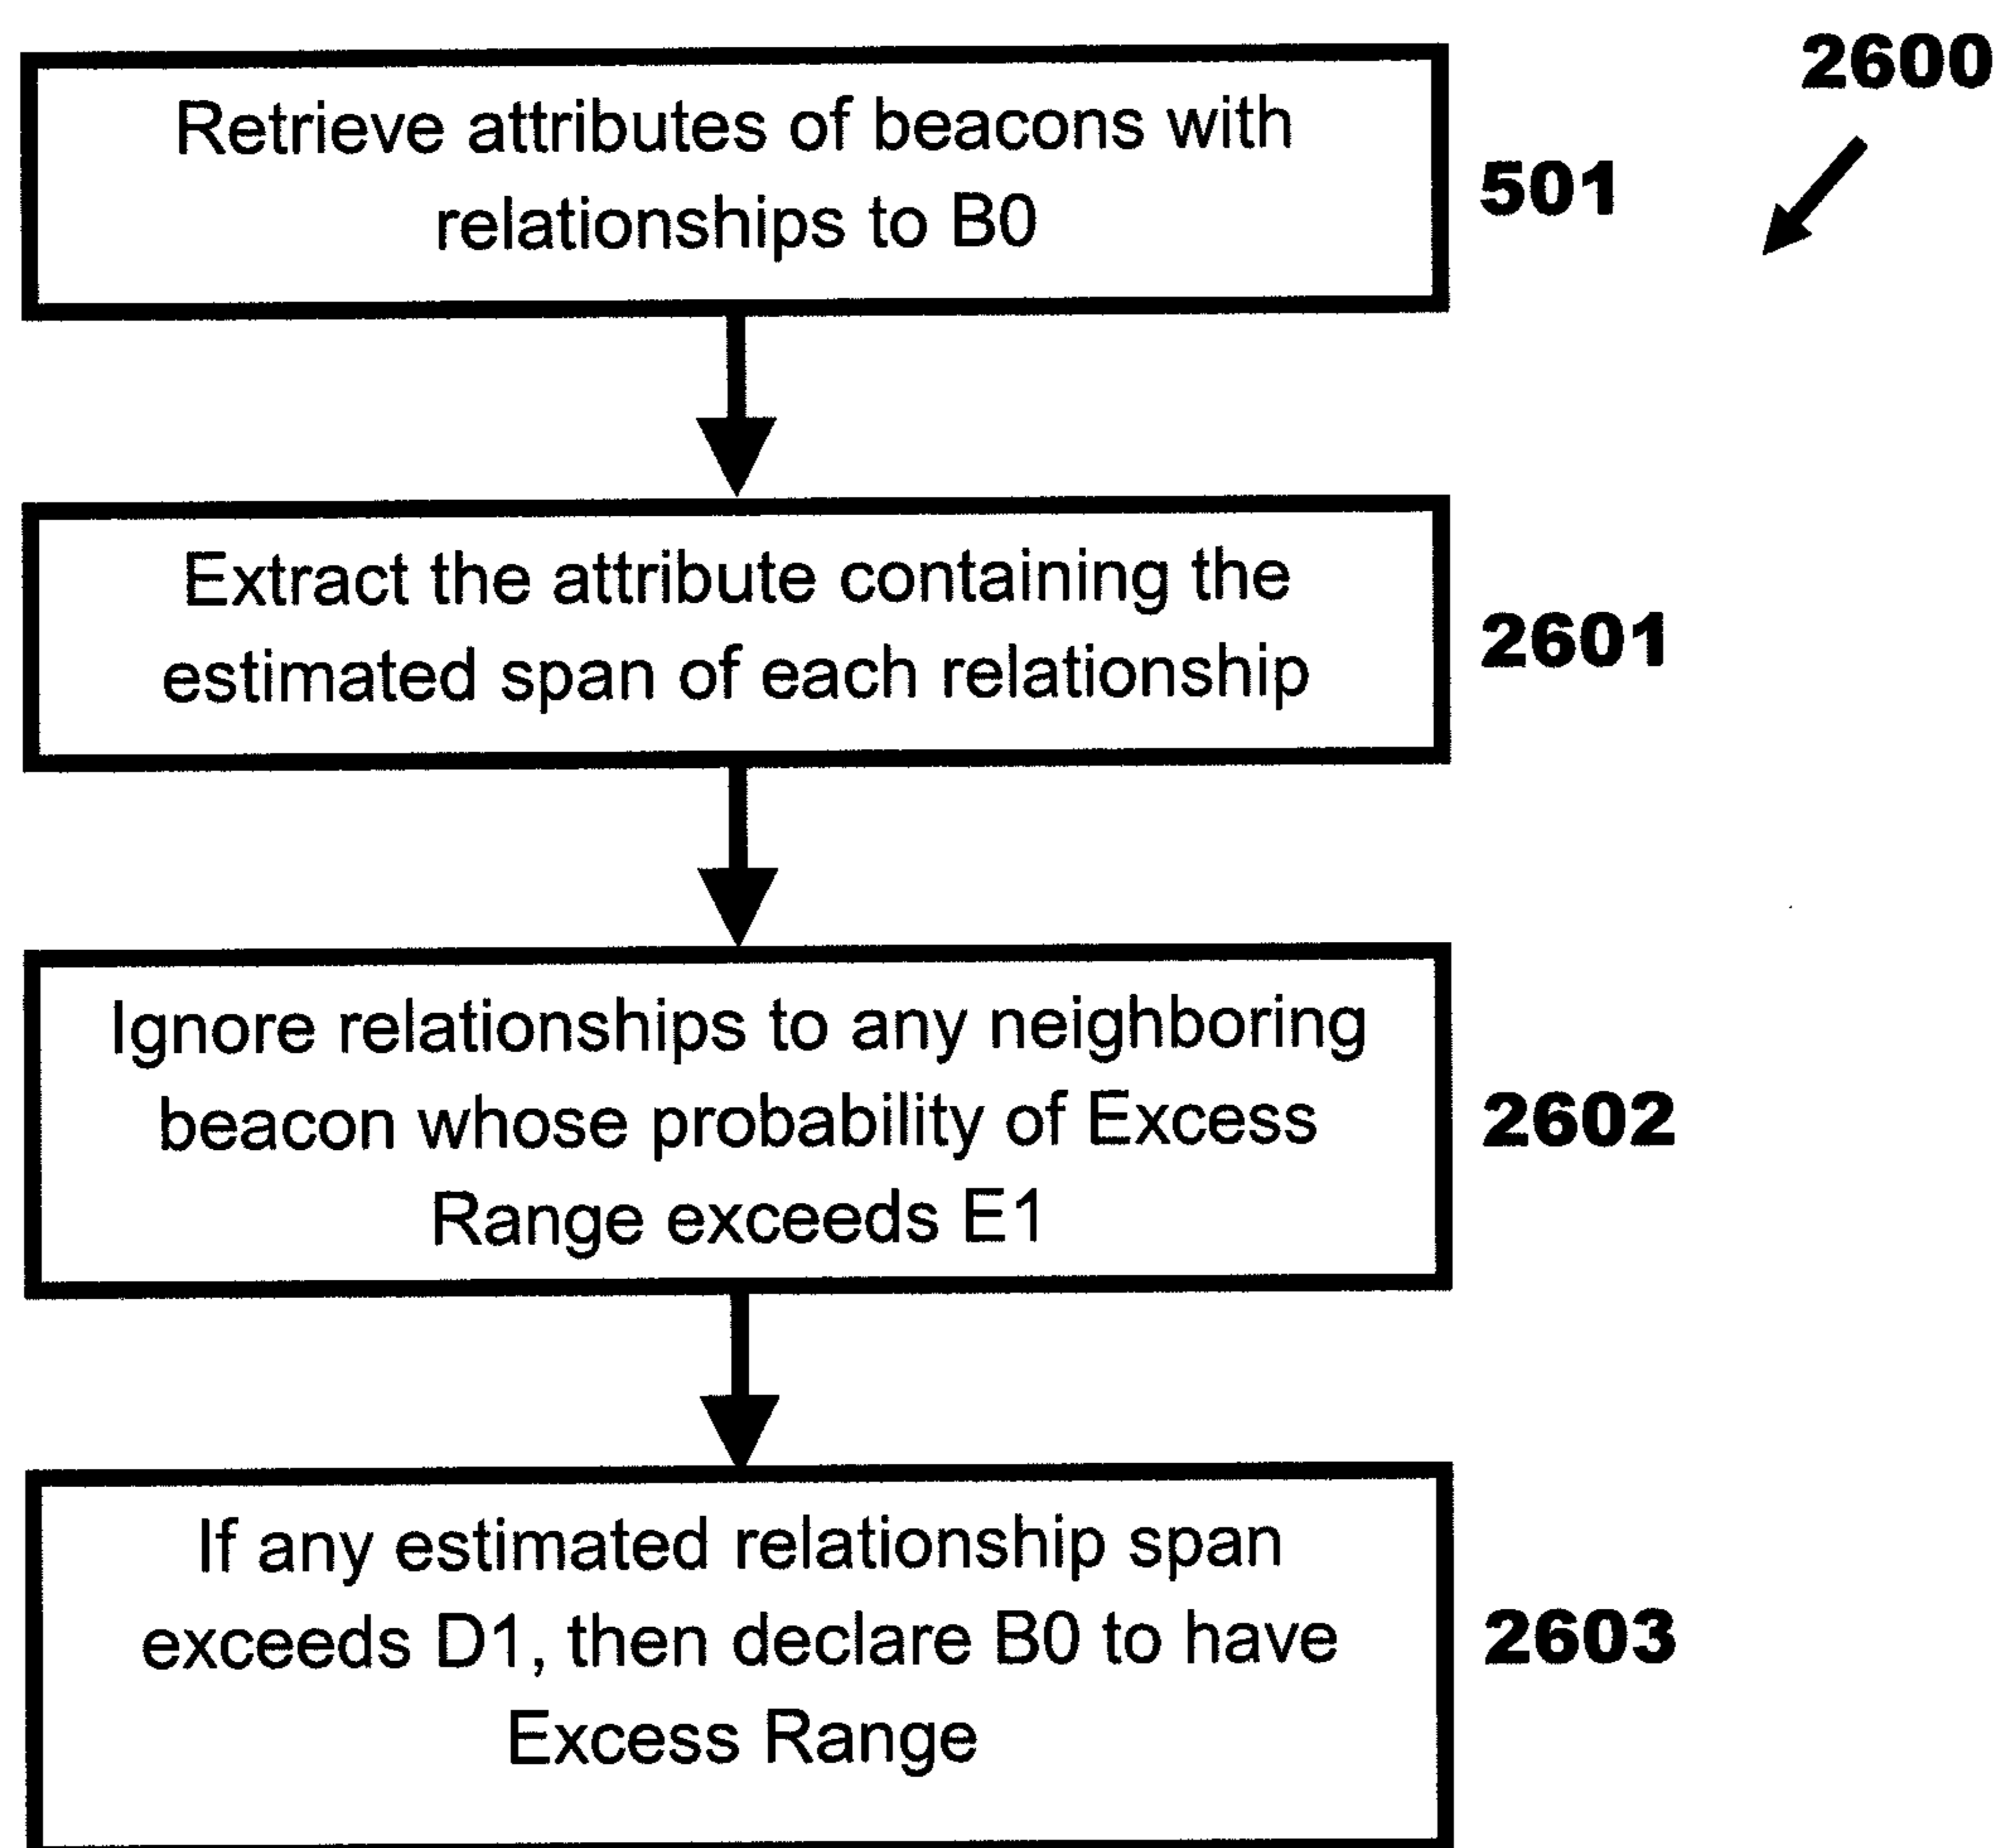 2600
Retrieve attributes of beacons with
relationships to B0
501
Extract the attribute containing the
estimated span of each relationship
2601
Ignore relationships to any neighboring
beacon whose probability of Excess
Range exceeds E1
2602
If any estimated relationship span
exceeds D1, then declare B0 to have
Excess Range
2603